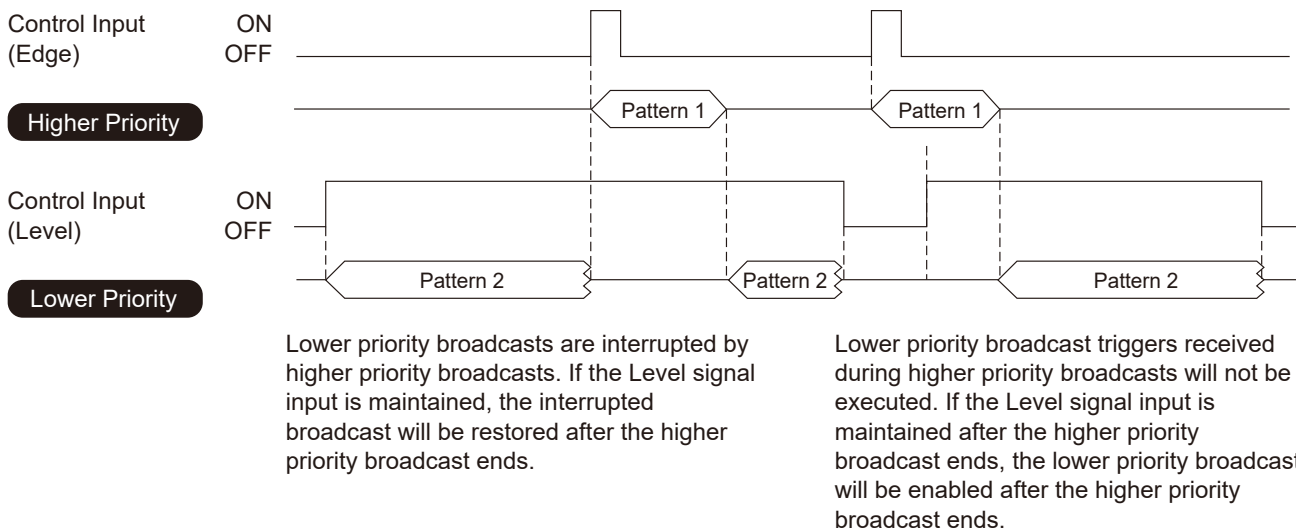 Control Input ON
(Edge) OFF
Higher Priority
Pattern 1 Pattern 1
Control Input ON
(Level) OFF
Lower Priority
Pattern 2 Pattern 2 Pattern 2
Lower priority broadcasts are interrupted by
higher priority broadcasts. If the Level signal
input is maintained, the interrupted
broadcast will be restored after the higher
priority broadcast ends.
Lower priority broadcast triggers received
during higher priority broadcasts will not be
executed. If the Level signal input is
maintained after the higher priority
broadcast ends, the lower priority broadcast
will be enabled after the higher priority
broadcast ends.